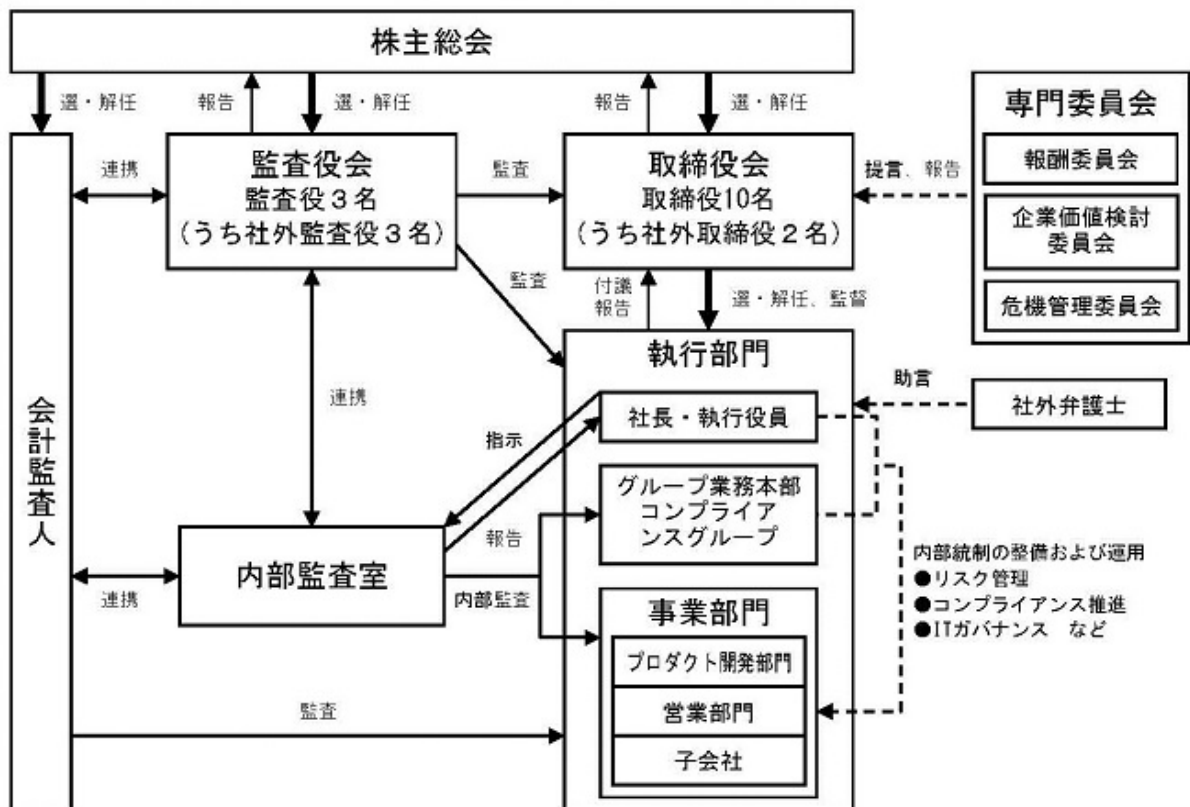 株主総会
選・解任
報告
選・解任
報告
選・解任
専門委員会
報酬委員会
企業価値検討
委員会
危機管理委員会
監査役会
監査役3名
(うち社外監査役3名)
取締役会
取締役10名
(うち社外取締役2名)
連携
監査
提言、報告
監査
付議
報告
選・解任、監督
執行部門
助言
社外弁護士
社長・執行役員
連携
指示
会計監査人
グループ業務本部
コンプライア
ンスグループ
報告
内部監査室
連携
内部監査
内部統制の整備および運用
●リスク管理
●コンプライアンス推進
●ITガバナンス　など
事業部門
プロダクト開発部門
営業部門
子会社
監査